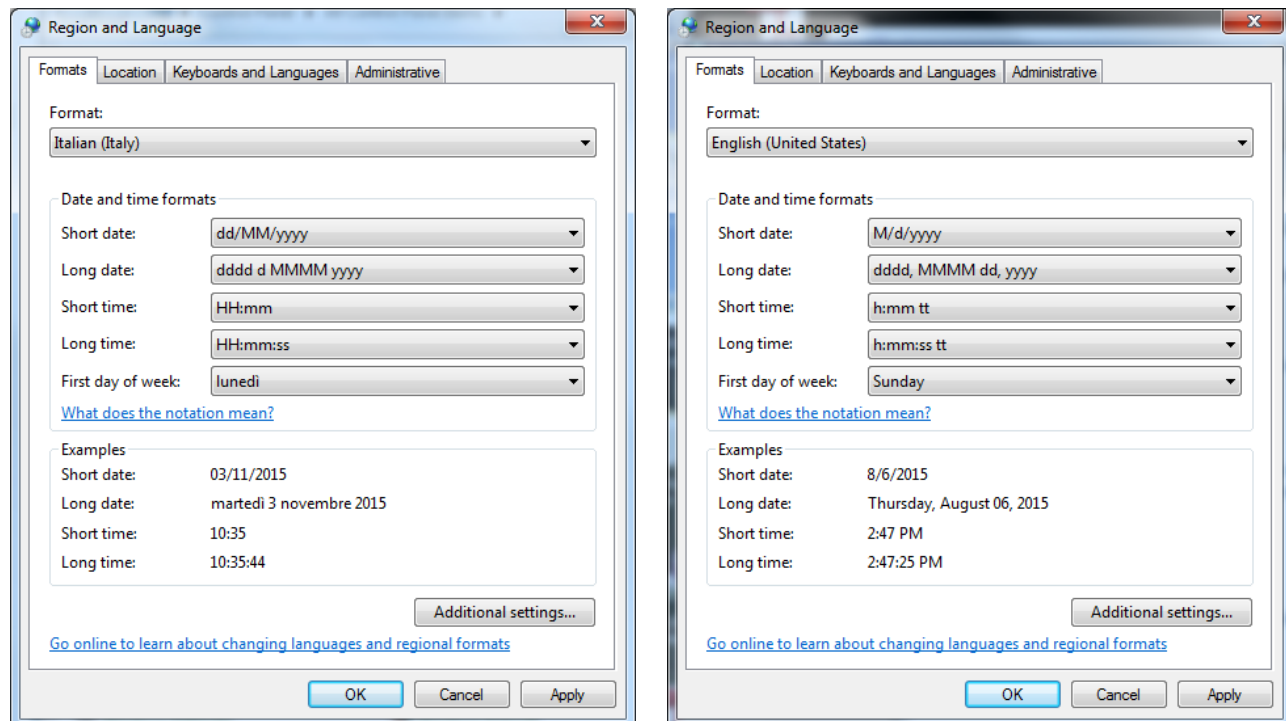 Region and Language
Formats Location Keyboards and Languages Administrative
Format:
Italian (Italy)
Date and time formats
Short date: dd/MM/yyyy
Long date: dddd d MMMM yyyy
Short time: HH:mm
Long time: HH:mm:ss
First day of week: lunedì
What does the notation mean?
Examples
Short date: 03/11/2015
Long date: martedì 3 novembre 2015
Short time: 10:35
Long time: 10:35:44
Additional settings...
Go online to learn about changing languages and regional formats
OK Cancel Apply
Region and Language
Formats Location Keyboards and Languages Administrative
Format:
English (United States)
Date and time formats
Short date: M/d/yyyy
Long date: dddd, MMMM dd, yyyy
Short time: h:mm tt
Long time: h:mm:ss tt
First day of week: Sunday
What does the notation mean?
Examples
Short date: 8/6/2015
Long date: Thursday, August 06, 2015
Short time: 2:47 PM
Long time: 2:47:25 PM
Additional settings...
Go online to learn about changing languages and regional formats
OK Cancel Apply